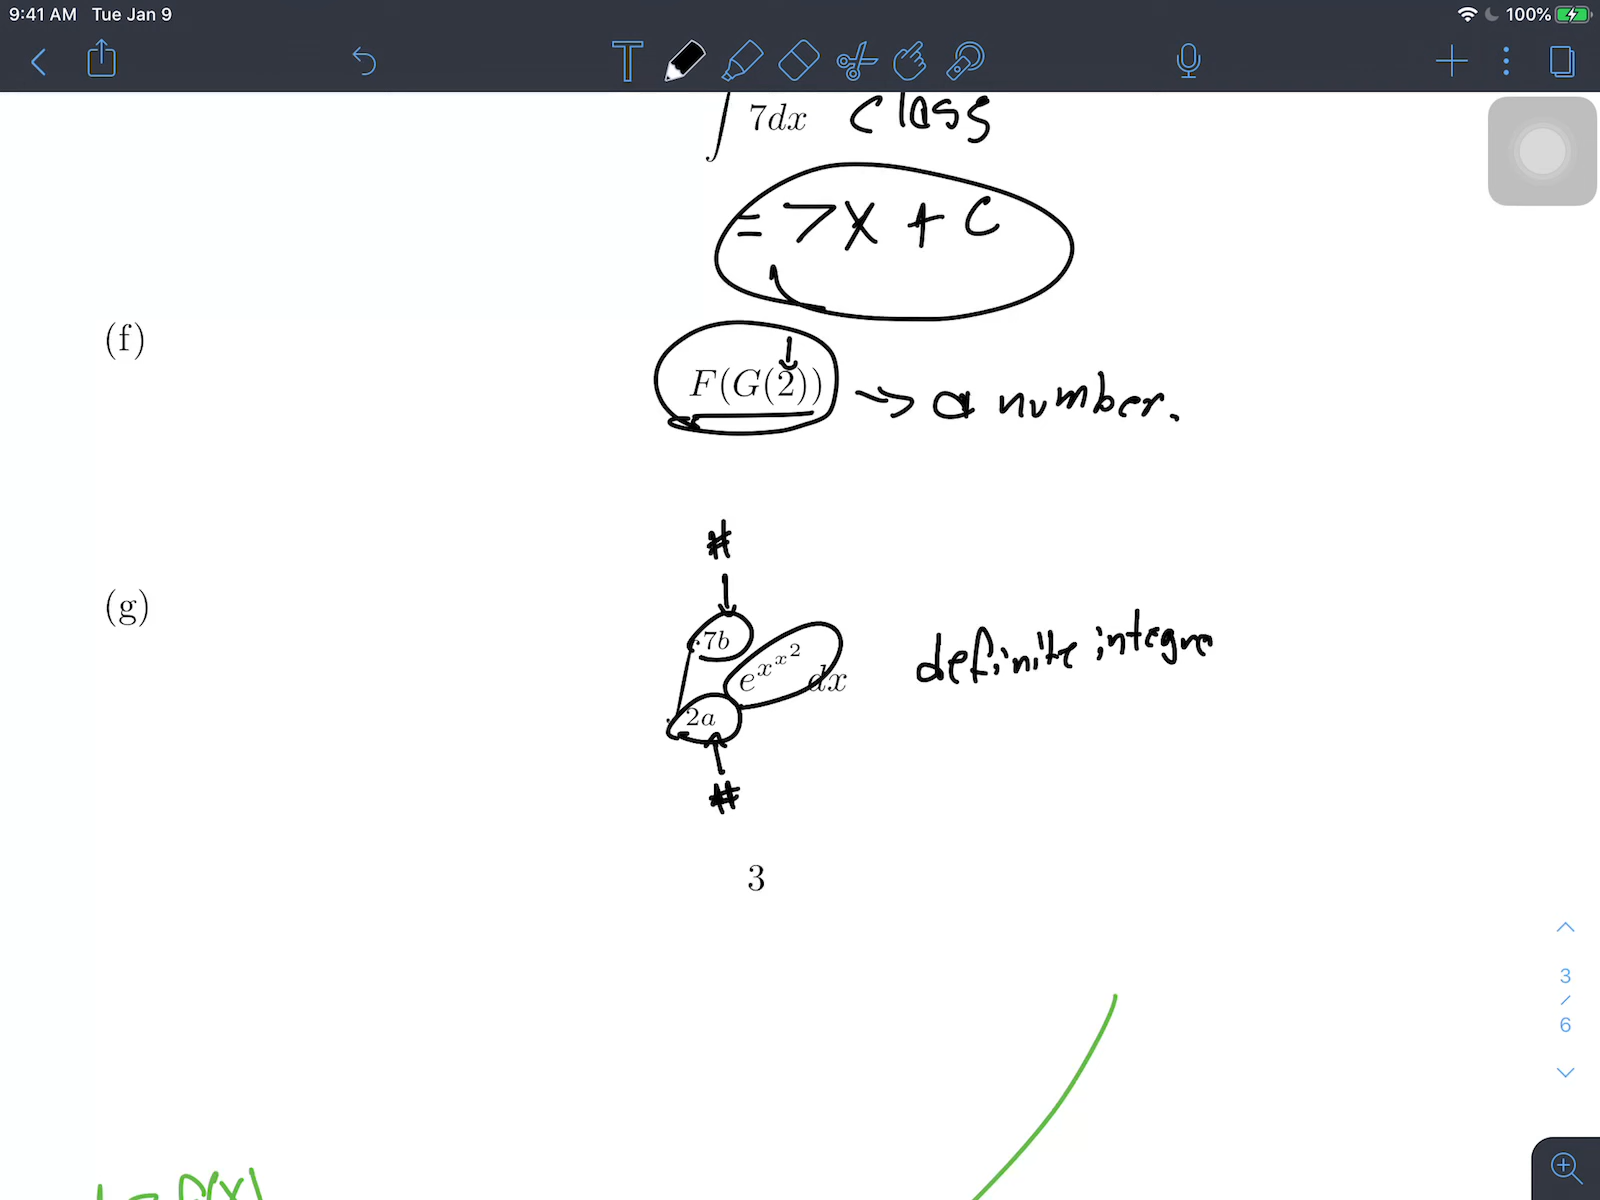 9:41 AM Tue Jan 9 100%
∫ 7dx class
= 7x + C
(f)
F(G(2)) → a number.
#
(g)
∫_{2a}^{7b} e^{x^{x^2}} dx definite integra
#
3
3
/
6